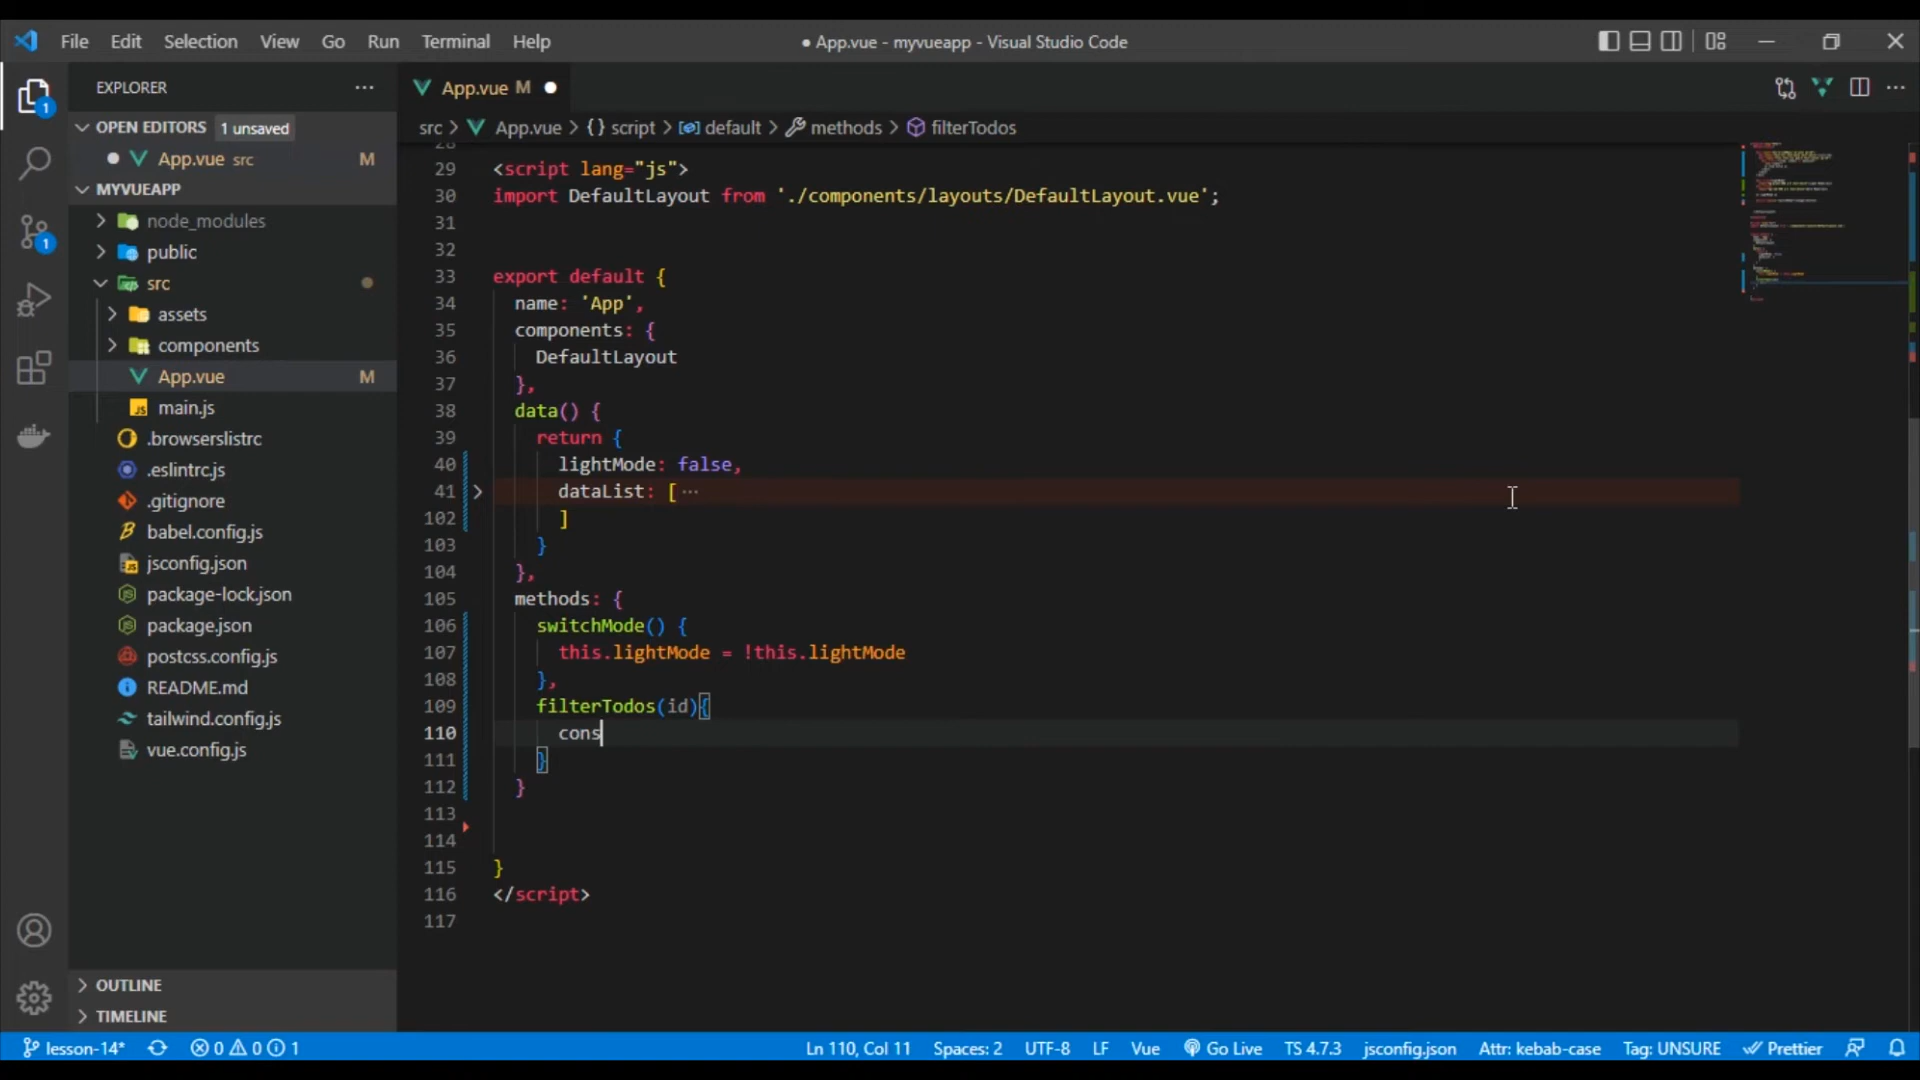 File Edit Selection View Go Run Terminal Help
● App.vue - myvueapp - Visual Studio Code
EXPLORER
OPEN EDITORS 1 unsaved
App.vue src M
MYVUEAPP
node_modules
public
src
assets
components
App.vue M
main.js
.browserslistrc
.eslintrc.js
.gitignore
babel.config.js
jsconfig.json
package-lock.json
package.json
postcss.config.js
README.md
tailwind.config.js
vue.config.js
OUTLINE
TIMELINE
App.vue M
src > App.vue > {} script > default > methods > filterTodos
29 <script lang="js">
30 import DefaultLayout from './components/layouts/DefaultLayout.vue';
31
32
33 export default {
34 name: 'App',
35 components: {
36 DefaultLayout
37 },
38 data() {
39 return {
40 lightMode: false,
41 dataList: [ ···
102 ]
103 }
104 },
105 methods: {
106 switchMode() {
107 this.lightMode = !this.lightMode
108 },
109 filterTodos(id){
110 cons
111 }
112 }
113
114
115 }
116 </script>
117
lesson-14* 0 0 1 Ln 110, Col 11 Spaces: 2 UTF-8 LF Vue Go Live TS 4.7.3 jsconfig.json Attr: kebab-case Tag: UNSURE Prettier